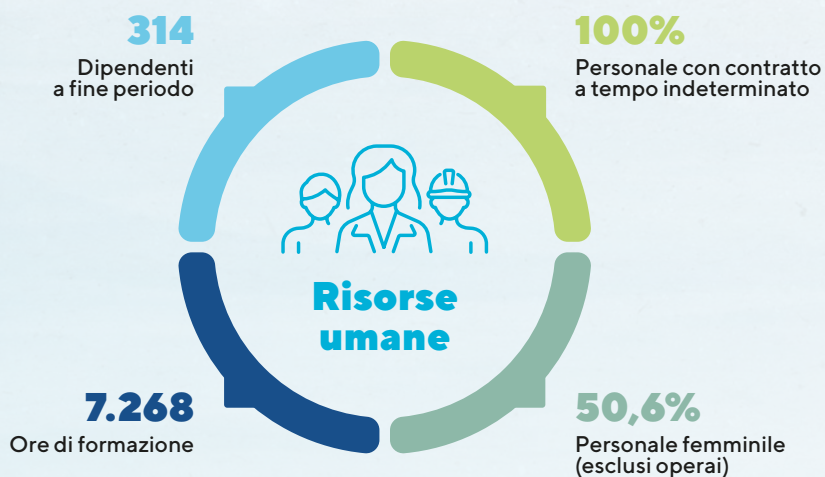 314
Dipendenti
a fine periodo
100%
Personale con contratto
a tempo indeterminato
Risorse
umane
7.268
Ore di formazione
50,6%
Personale femminile
(esclusi operai)